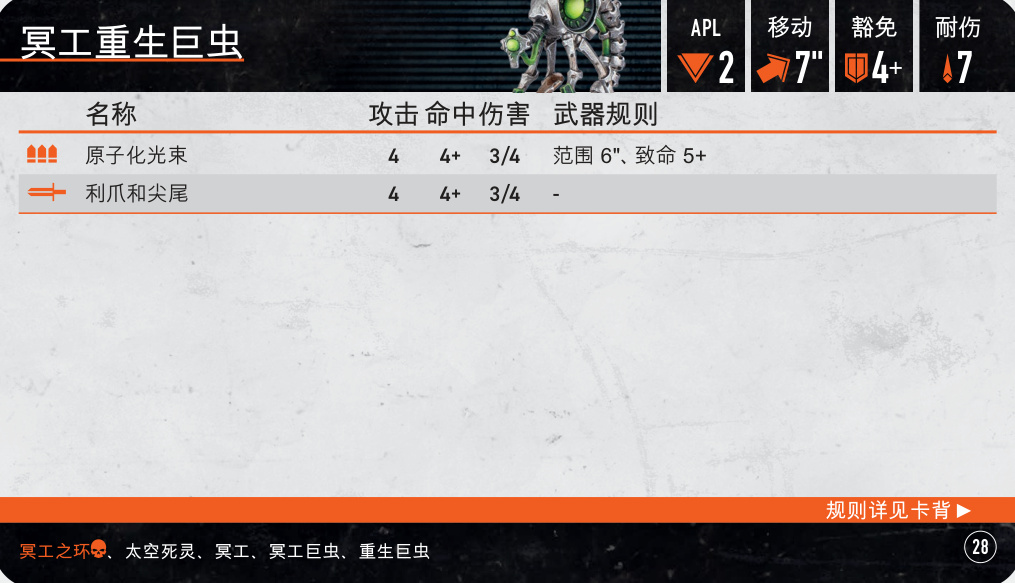 冥工重生巨虫
APL 移动 豁免 耐伤
2 7" 4+ 7
名称 攻击 命中 伤害 武器规则
原子化光束 4 4+ 3/4 范围 6"、致命 5+
利爪和尖尾 4 4+ 3/4 -
规则详见卡背▶
冥工之环、太空死灵、冥工、冥工巨虫、重生巨虫
28